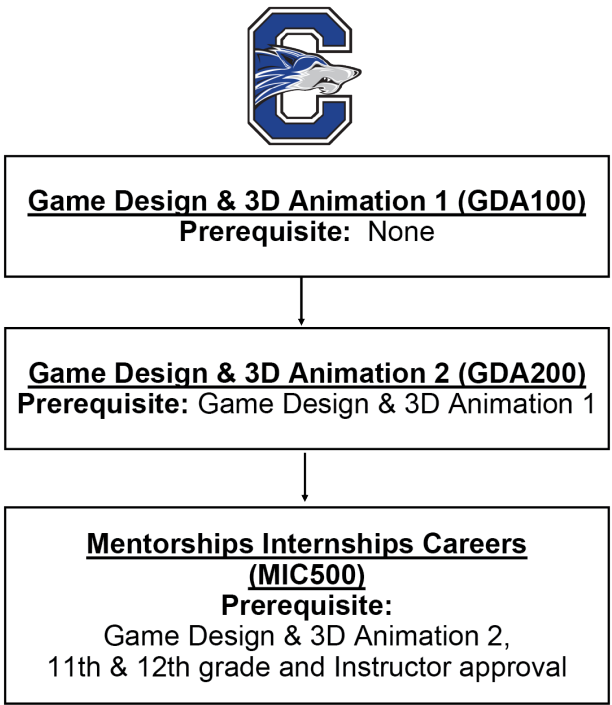 C
Game Design & 3D Animation 1 (GDA100)
Prerequisite: None
Game Design & 3D Animation 2 (GDA200)
Prerequisite: Game Design & 3D Animation 1
Mentorships Internships Careers
(MIC500)
Prerequisite:
Game Design & 3D Animation 2,
11th & 12th grade and Instructor approval